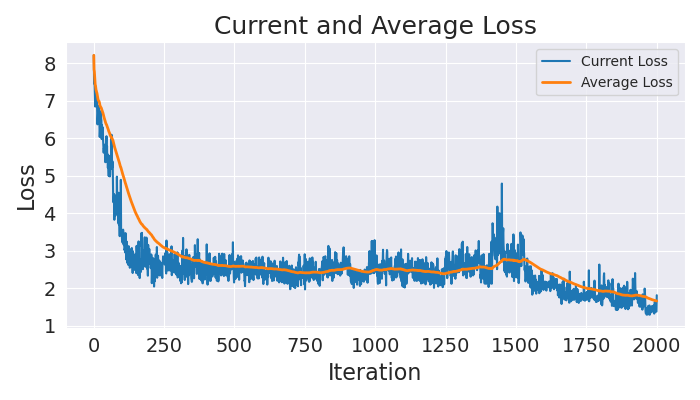 Current and Average Loss
Current Loss
Average Loss
Loss
8
7
6
5
4
3
2
1
0 250 500 750 1000 1250 1500 1750 2000
Iteration